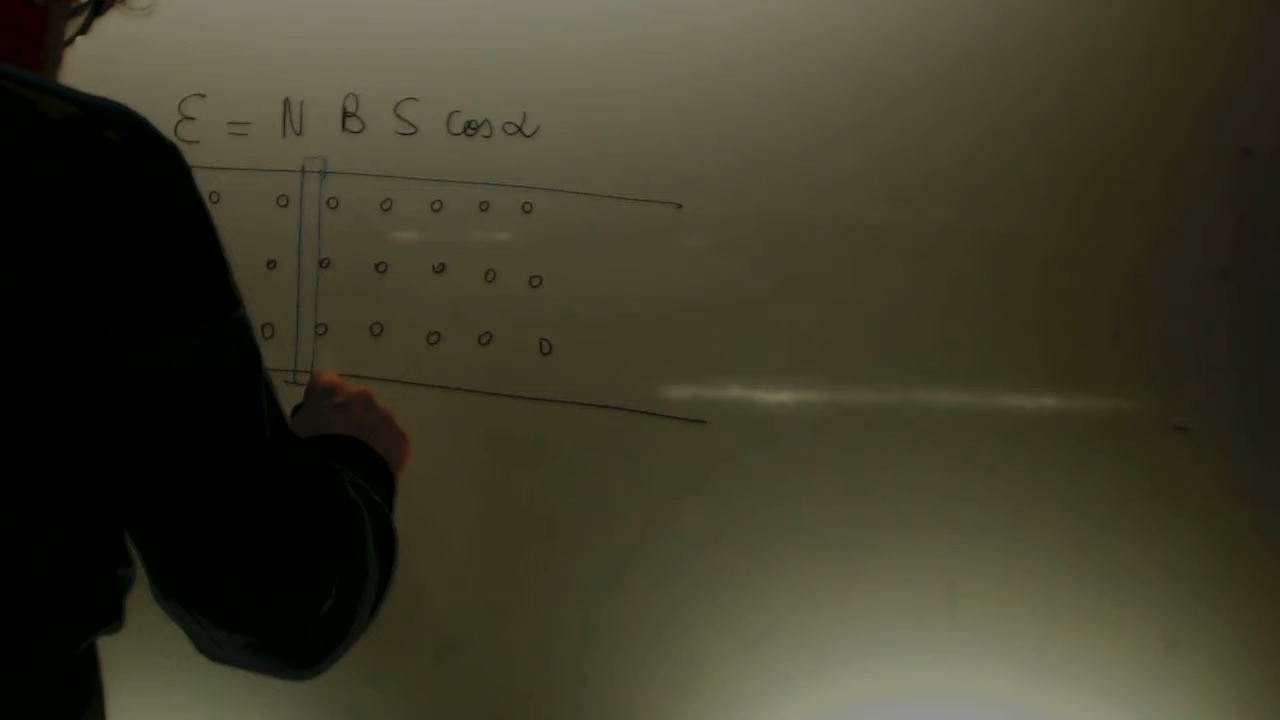 Ɛ = N B S cos α